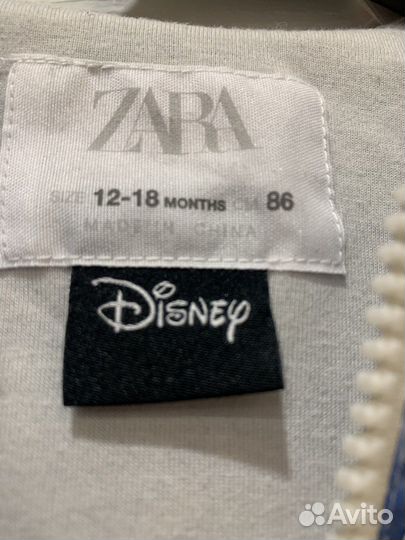 ZARA
SIZE 12-18 MONTHS CM 86
MADE IN CHINA
Disney
Avito